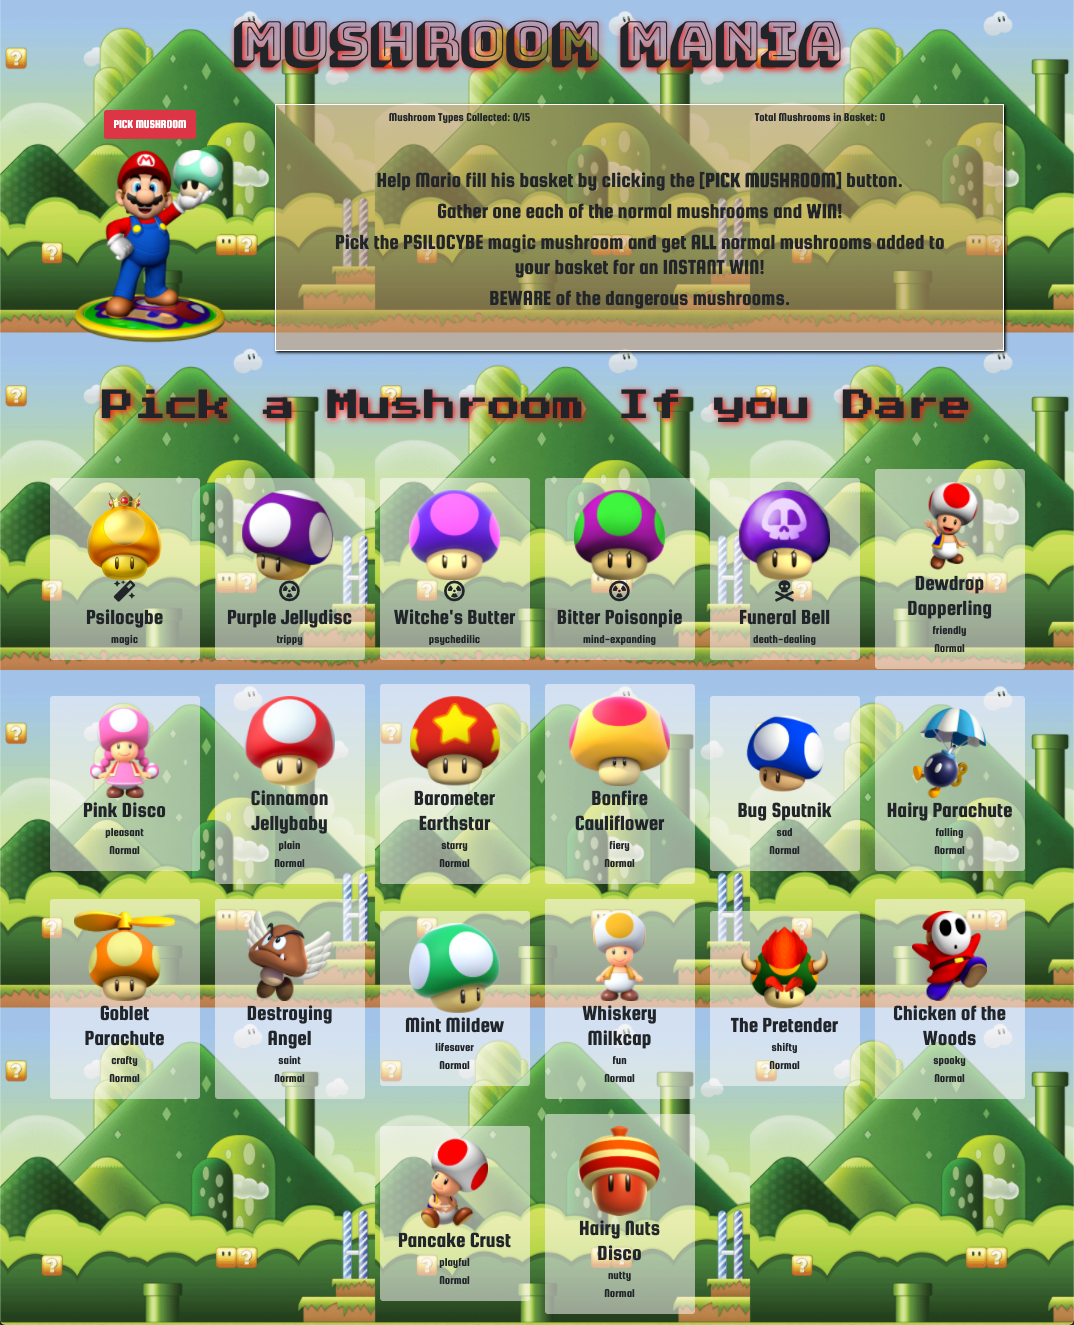 MUSHROOM MANIA
PICK MUSHROOM
Mushroom Types Collected: 0/15
Total Mushrooms in Basket: 0
Help Mario fill his basket by clicking the [PICK MUSHROOM] button.
Gather one each of the normal mushrooms and WIN!
Pick the PSILOCYBE magic mushroom and get ALL normal mushrooms added to
your basket for an INSTANT WIN!
BEWARE of the dangerous mushrooms.
Pick a Mushroom If you Dare
Psilocybe
magic
Purple Jellydisc
trippy
Witche's Butter
psychedilic
Bitter Poisonpie
mind-expanding
Funeral Bell
death-dealing
Dewdrop
Dapperling
friendly
Normal
Pink Disco
pleasant
Normal
Cinnamon
Jellybaby
plain
Normal
Barometer
Earthstar
starry
Normal
Bonfire
Cauliflower
fiery
Normal
Bug Sputnik
sad
Normal
Hairy Parachute
falling
Normal
Goblet
Parachute
crafty
Normal
Destroying
Angel
saint
Normal
Mint Mildew
lifesaver
Normal
Whiskery
Milkcap
fun
Normal
The Pretender
shifty
Normal
Chicken of the
Woods
spooky
Normal
Pancake Crust
playful
Normal
Hairy Nuts
Disco
nutty
Normal